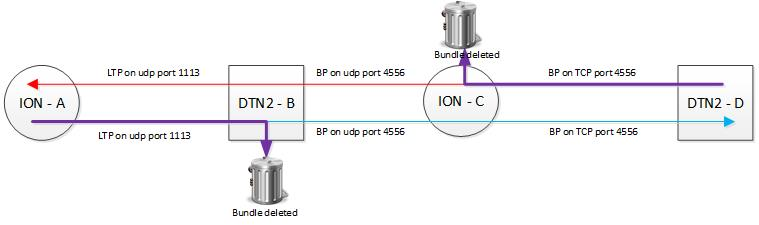 Bundle deleted
LTP on udp port 1113
BP on udp port 4556
BP on TCP port 4556
ION - A
DTN2 - B
ION - C
DTN2 - D
LTP on udp port 1113
BP on udp port 4556
BP on TCP port 4556
Bundle deleted